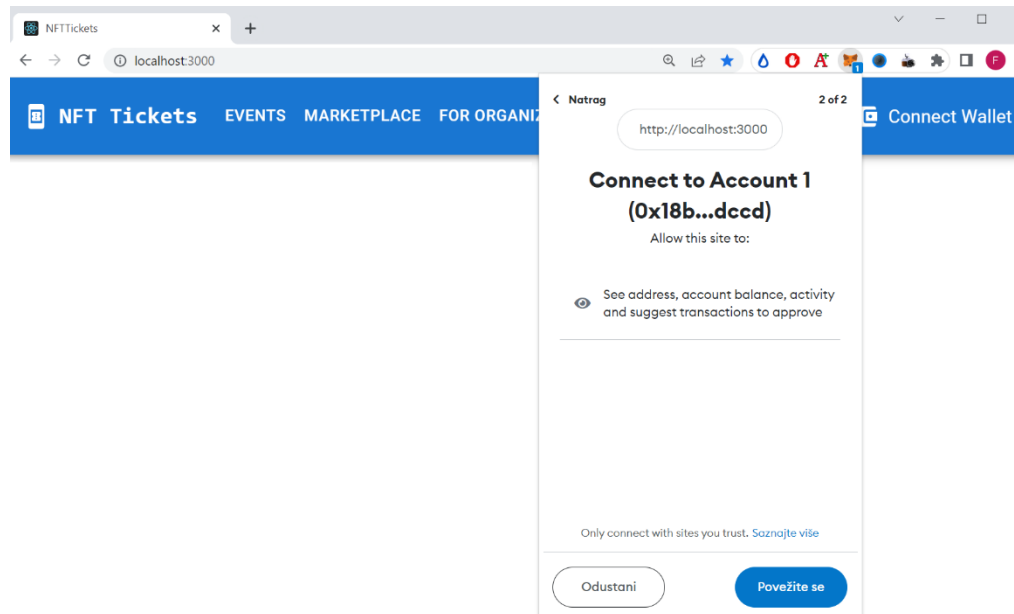 NFTTickets
localhost:3000
1
F
NFT Tickets EVENTS MARKETPLACE FOR ORGANIZ
Connect Wallet
Natrag 2 of 2
http://localhost:3000
Connect to Account 1
(0x18b...dccd)
Allow this site to:
See address, account balance, activity
and suggest transactions to approve
Only connect with sites you trust. Saznajte više
Odustani Povežite se